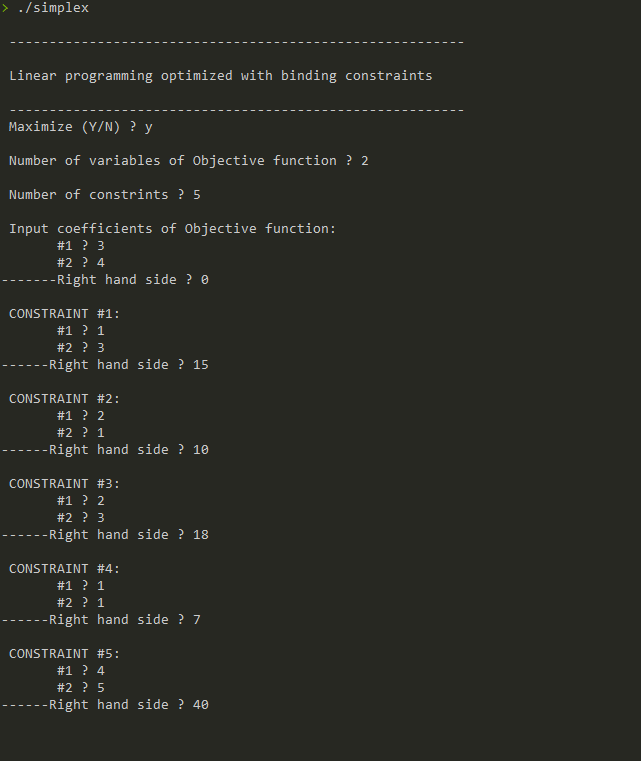 > ./simplex
---------------------------------------------------------
Linear programming optimized with binding constraints
---------------------------------------------------------
Maximize (Y/N) ? y
Number of variables of Objective function ? 2
Number of constrints ? 5
Input coefficients of Objective function:
#1 ? 3
#2 ? 4
-------Right hand side ? 0
CONSTRAINT #1:
#1 ? 1
#2 ? 3
------Right hand side ? 15
CONSTRAINT #2:
#1 ? 2
#2 ? 1
------Right hand side ? 10
CONSTRAINT #3:
#1 ? 2
#2 ? 3
------Right hand side ? 18
CONSTRAINT #4:
#1 ? 1
#2 ? 1
------Right hand side ? 7
CONSTRAINT #5:
#1 ? 4
#2 ? 5
------Right hand side ? 40